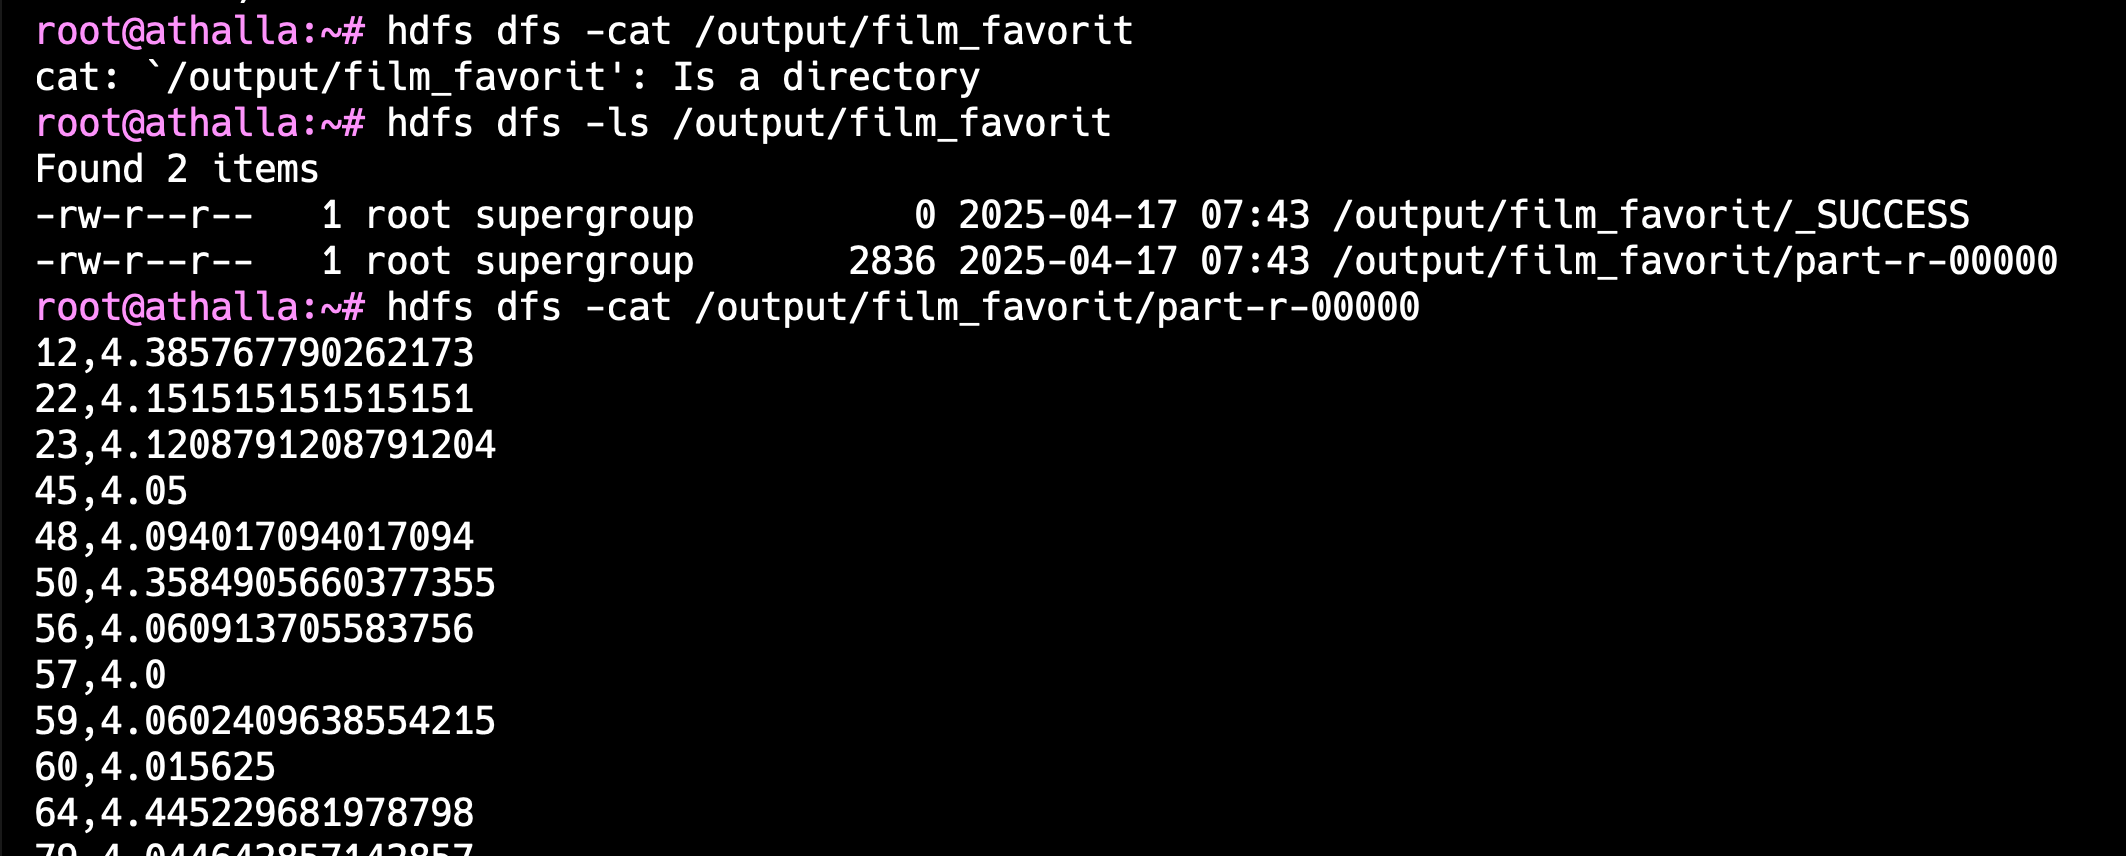 root@athalla:~# hdfs dfs -cat /output/film_favorit
cat: `/output/film_favorit': Is a directory
root@athalla:~# hdfs dfs -ls /output/film_favorit
Found 2 items
-rw-r--r--   1 root supergroup          0 2025-04-17 07:43 /output/film_favorit/_SUCCESS
-rw-r--r--   1 root supergroup       2836 2025-04-17 07:43 /output/film_favorit/part-r-00000
root@athalla:~# hdfs dfs -cat /output/film_favorit/part-r-00000
12,4.385767790262173
22,4.151515151515151
23,4.1208791208791204
45,4.05
48,4.094017094017094
50,4.3584905660377355
56,4.060913705583756
57,4.0
59,4.0602409638554215
60,4.015625
64,4.445229681978798
79,4.044642857142857